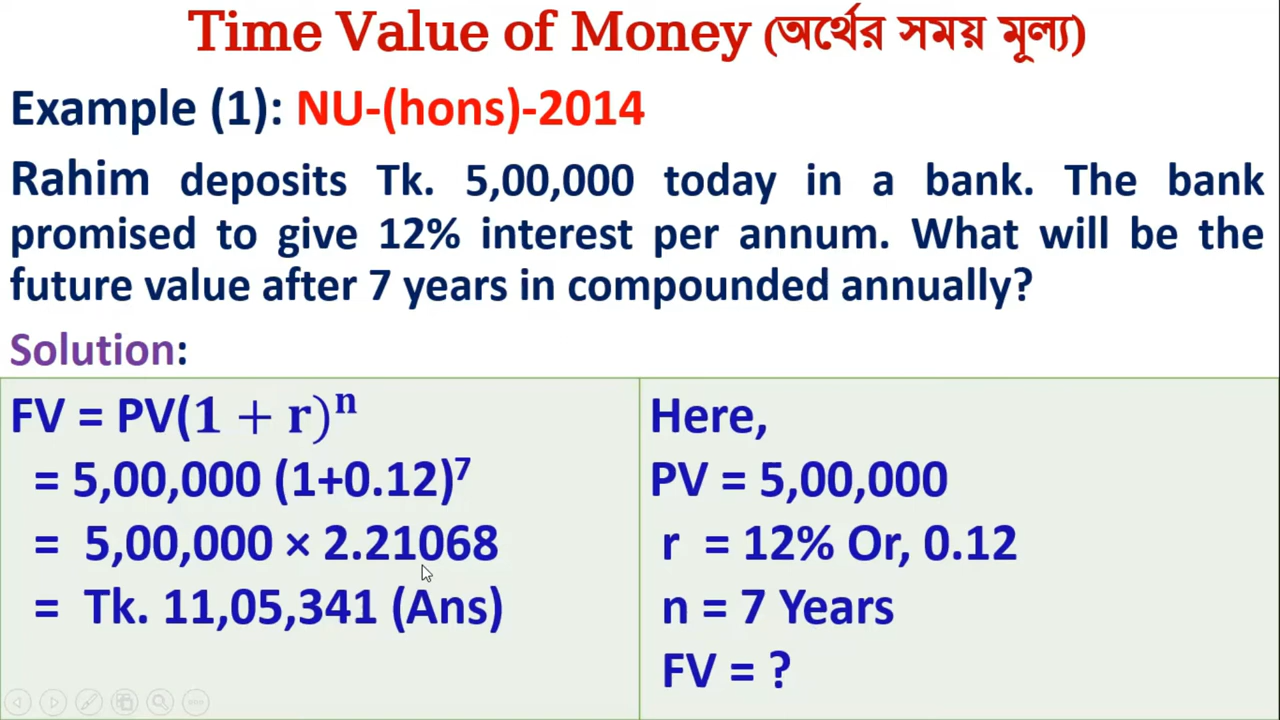 Time Value of Money (অর্থের সময় মূল্য)
Example (1): NU-(hons)-2014
Rahim deposits Tk. 5,00,000 today in a bank. The bank
promised to give 12% interest per annum. What will be the
future value after 7 years in compounded annually?
Solution:
FV = PV(1 + r)ⁿ
= 5,00,000 (1+0.12)⁷
= 5,00,000 × 2.21068
= Tk. 11,05,341 (Ans)
Here,
PV = 5,00,000
r = 12% Or, 0.12
n = 7 Years
FV = ?